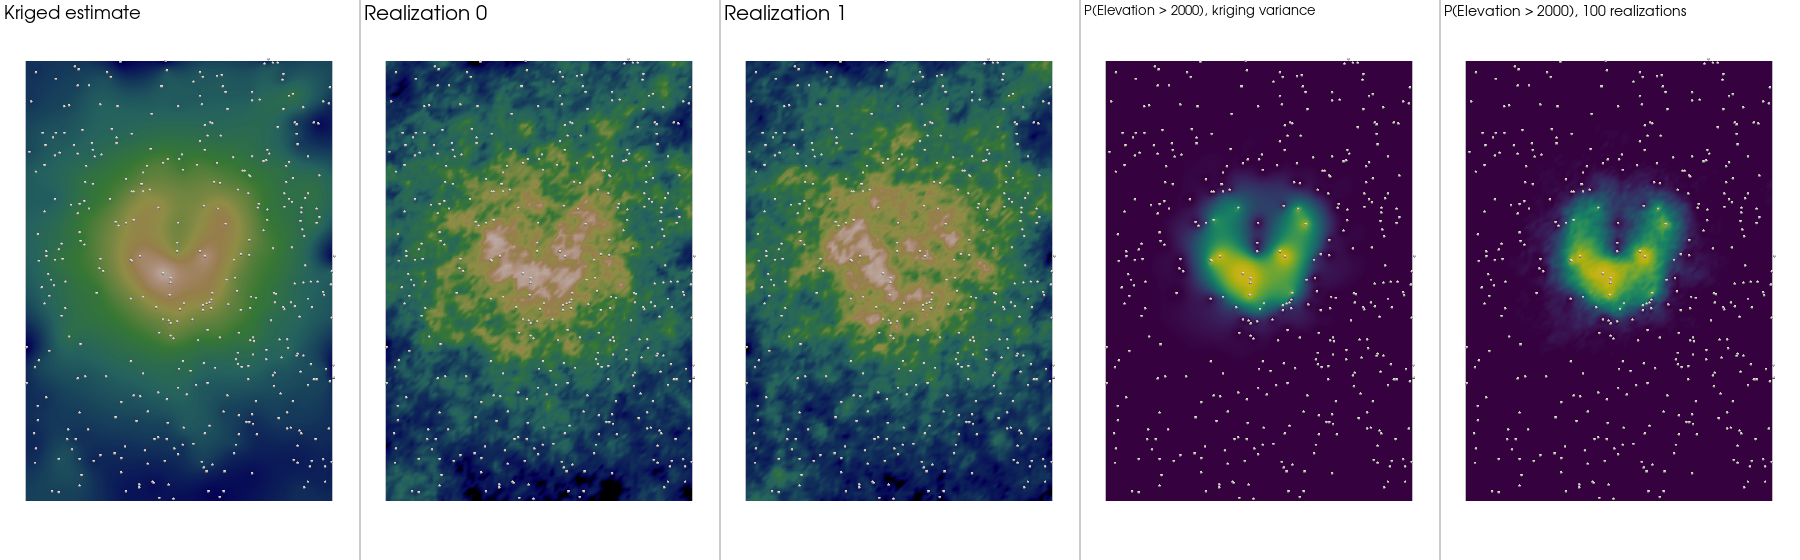 Kriged estimate
Realization 0
Realization 1
P(Elevation > 2000), kriging variance
P(Elevation > 2000), 100 realizations